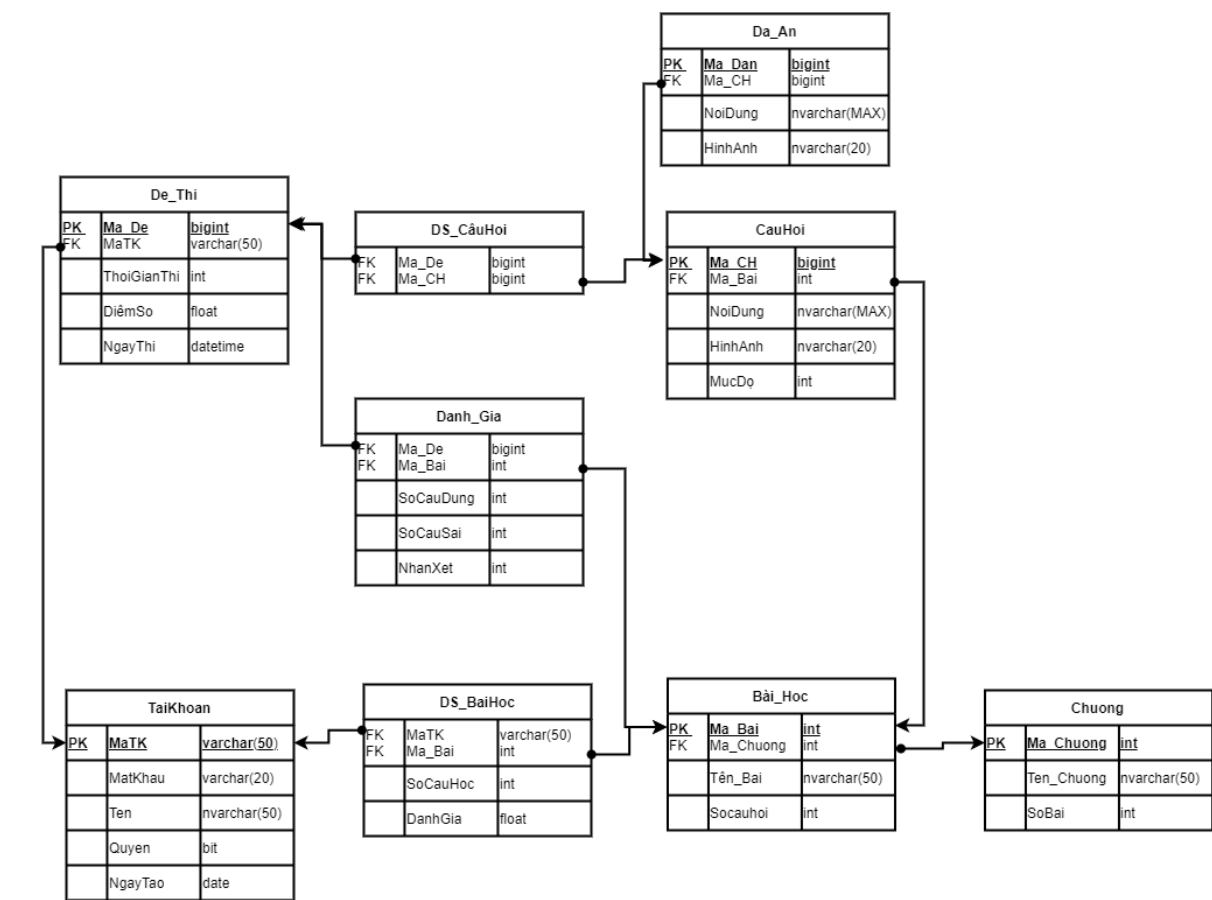 Da_An
PK Ma_Dan bigint
FK Ma_CH bigint
NoiDung nvarchar(MAX)
HinhAnh nvarchar(20)
De_Thi
PK Ma_De bigint
FK MaTK varchar(50)
ThoiGianThi int
DiêmSo float
NgayThi datetime
DS_CâuHoi
FK Ma_De bigint
FK Ma_CH bigint
CauHoi
PK Ma_CH bigint
FK Ma_Bai int
NoiDung nvarchar(MAX)
HinhAnh nvarchar(20)
MucDọ int
Danh_Gia
FK Ma_De bigint
FK Ma_Bai int
SoCauDung int
SoCauSai int
NhanXet int
TaiKhoan
PK MaTK varchar(50)
MatKhau varchar(20)
Ten nvarchar(50)
Quyen bit
NgayTao date
DS_BaiHoc
FK MaTK varchar(50)
FK Ma_Bai int
SoCauHoc int
DanhGia float
Bài_Hoc
PK Ma_Bai int
FK Ma_Chuong int
Tên_Bai nvarchar(50)
Socauhoi int
Chuong
PK Ma_Chuong int
Ten_Chuong nvarchar(50)
SoBai int